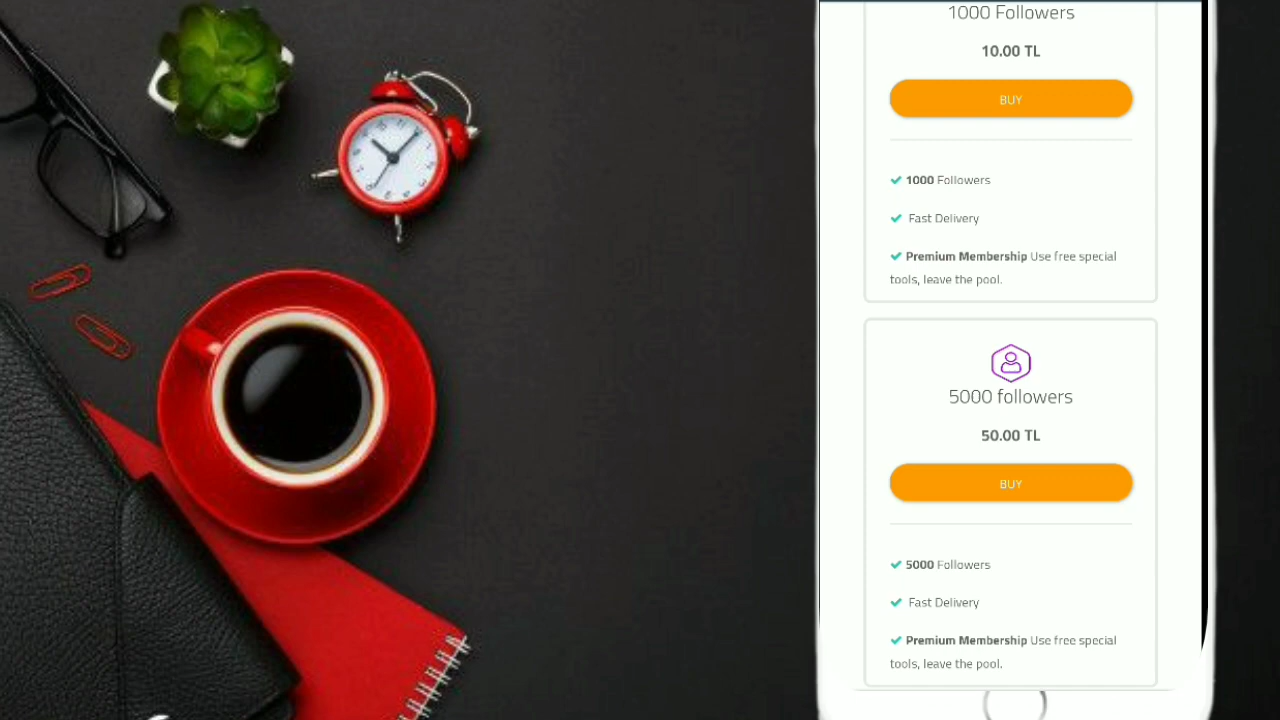 1000 Followers
10.00 TL
BUY
1000 Followers
Fast Delivery
Premium Membership Use free special
tools, leave the pool.
5000 followers
50.00 TL
BUY
5000 Followers
Fast Delivery
Premium Membership Use free special
tools, leave the pool.